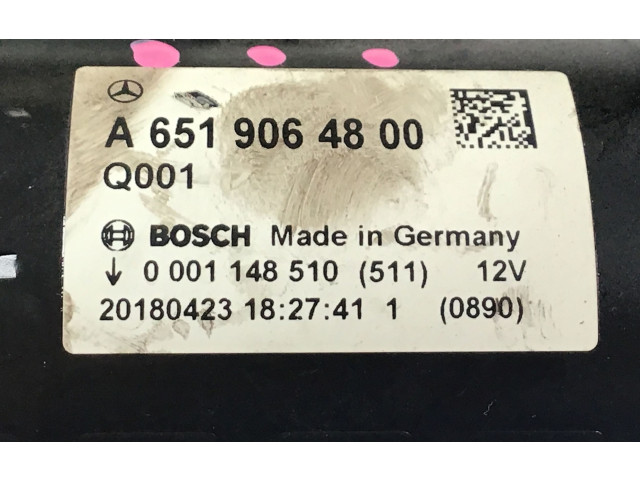 A 651 906 48 00
Q001
BOSCH Made in Germany
↓ 0 001 148 510 (511) 12V
20180423 18:27:41 1 (0890)